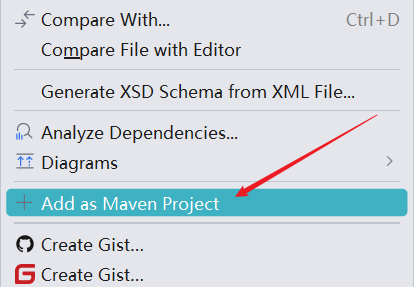 Compare With... Ctrl+D
Compare File with Editor
Generate XSD Schema from XML File...
Analyze Dependencies...
Diagrams
Add as Maven Project
Create Gist...
Create Gist...